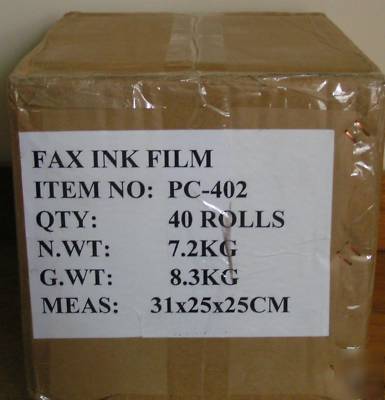 FAX INK FILM
ITEM NO: PC-402
QTY: 40 ROLLS
N.WT: 7.2KG
G.WT: 8.3KG
MEAS: 31x25x25CM